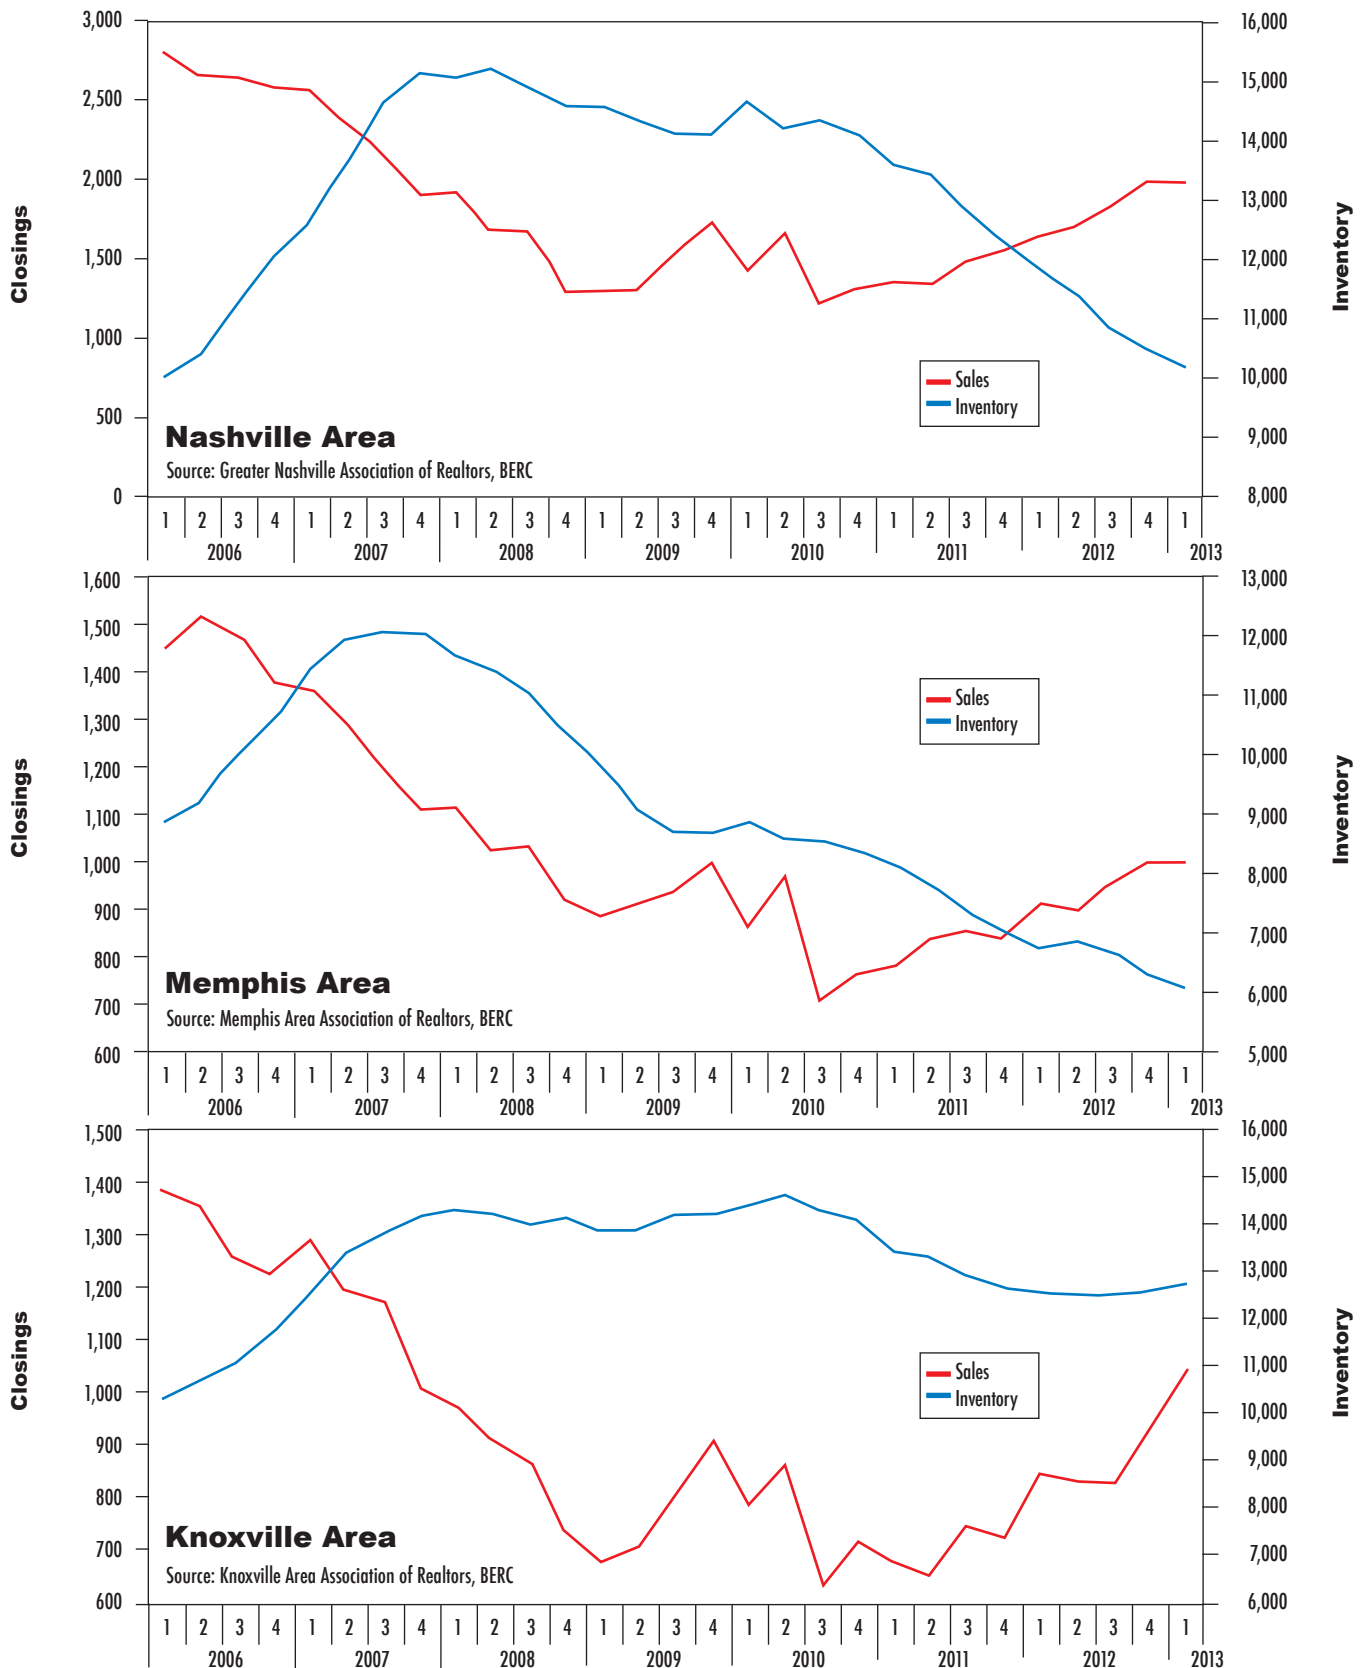 3,000
2,500
2,000
1,500
1,000
500
0
Closings
16,000
15,000
14,000
13,000
12,000
11,000
10,000
9,000
8,000
Inventory
Sales
Inventory
Nashville Area
Source: Greater Nashville Association of Realtors, BERC
1 2 3 4 1 2 3 4 1 2 3 4 1 2 3 4 1 2 3 4 1 2 3 4 1 2 3 4 1
2006 2007 2008 2009 2010 2011 2012 2013
1,600
1,500
1,400
1,300
1,200
1,100
1,000
900
800
700
600
Closings
13,000
12,000
11,000
10,000
9,000
8,000
7,000
6,000
5,000
Inventory
Sales
Inventory
Memphis Area
Source: Memphis Area Association of Realtors, BERC
1 2 3 4 1 2 3 4 1 2 3 4 1 2 3 4 1 2 3 4 1 2 3 4 1 2 3 4 1
2006 2007 2008 2009 2010 2011 2012 2013
1,500
1,400
1,300
1,200
1,100
1,000
900
800
700
600
Closings
16,000
15,000
14,000
13,000
12,000
11,000
10,000
9,000
8,000
7,000
6,000
Inventory
Sales
Inventory
Knoxville Area
Source: Knoxville Area Association of Realtors, BERC
1 2 3 4 1 2 3 4 1 2 3 4 1 2 3 4 1 2 3 4 1 2 3 4 1 2 3 4 1
2006 2007 2008 2009 2010 2011 2012 2013